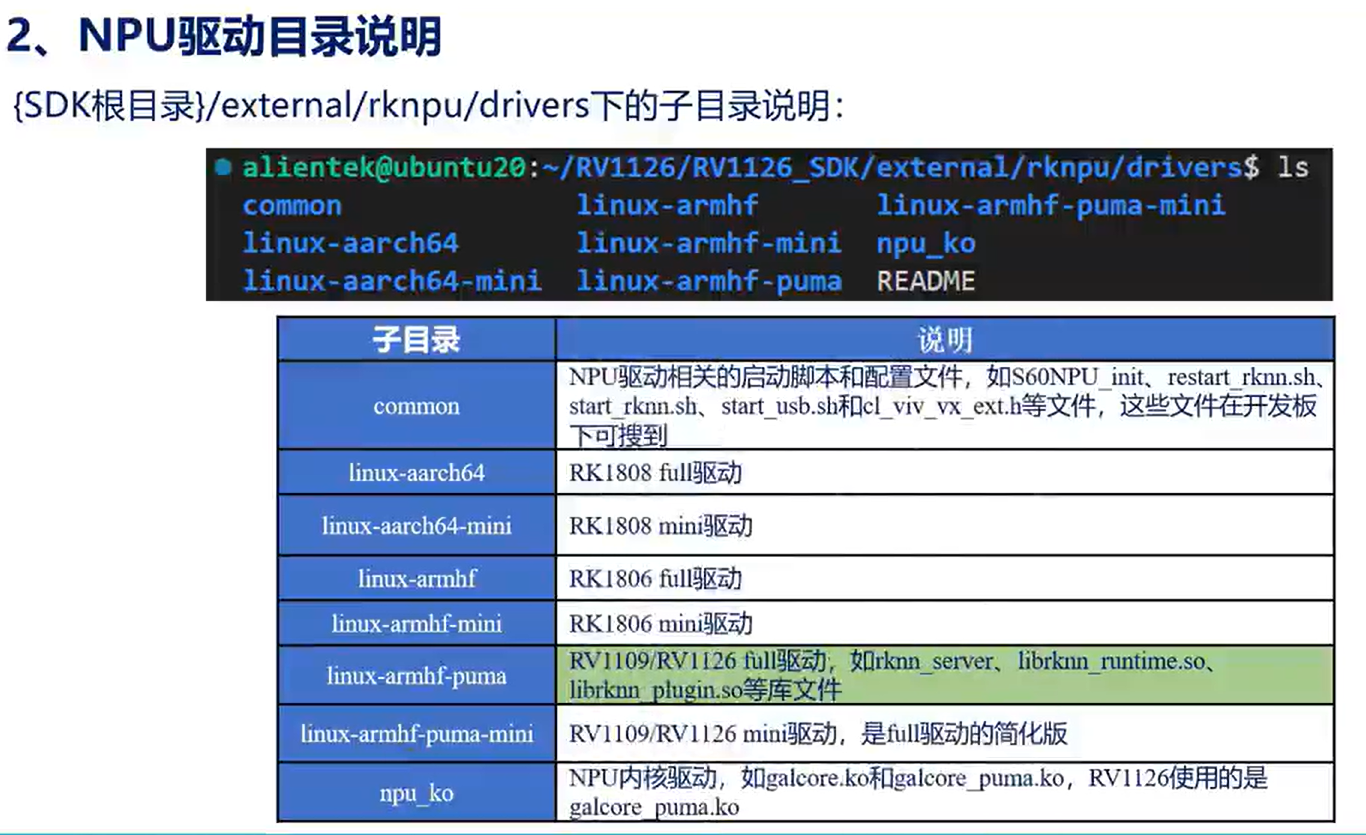 2、NPU驱动目录说明
{SDK根目录}/external/rknpu/drivers下的子目录说明：
alientek@ubuntu20:~/RV1126/RV1126_SDK/external/rknpu/drivers$ ls
common linux-armhf linux-armhf-puma-mini
linux-aarch64 linux-armhf-mini npu_ko
linux-aarch64-mini linux-armhf-puma README
子目录 说明
common NPU驱动相关的启动脚本和配置文件，如S60NPU_init、restart_rknn.sh、
start_rknn.sh、start_usb.sh和cl_viv_vx_ext.h等文件，这些文件在开发板
下可搜到
linux-aarch64 RK1808 full驱动
linux-aarch64-mini RK1808 mini驱动
linux-armhf RK1806 full驱动
linux-armhf-mini RK1806 mini驱动
linux-armhf-puma RV1109/RV1126 full驱动，如rknn_server、librknn_runtime.so、
librknn_plugin.so等库文件
linux-armhf-puma-mini RV1109/RV1126 mini驱动，是full驱动的简化版
npu_ko NPU内核驱动，如galcore.ko和galcore_puma.ko，RV1126使用的是
galcore_puma.ko